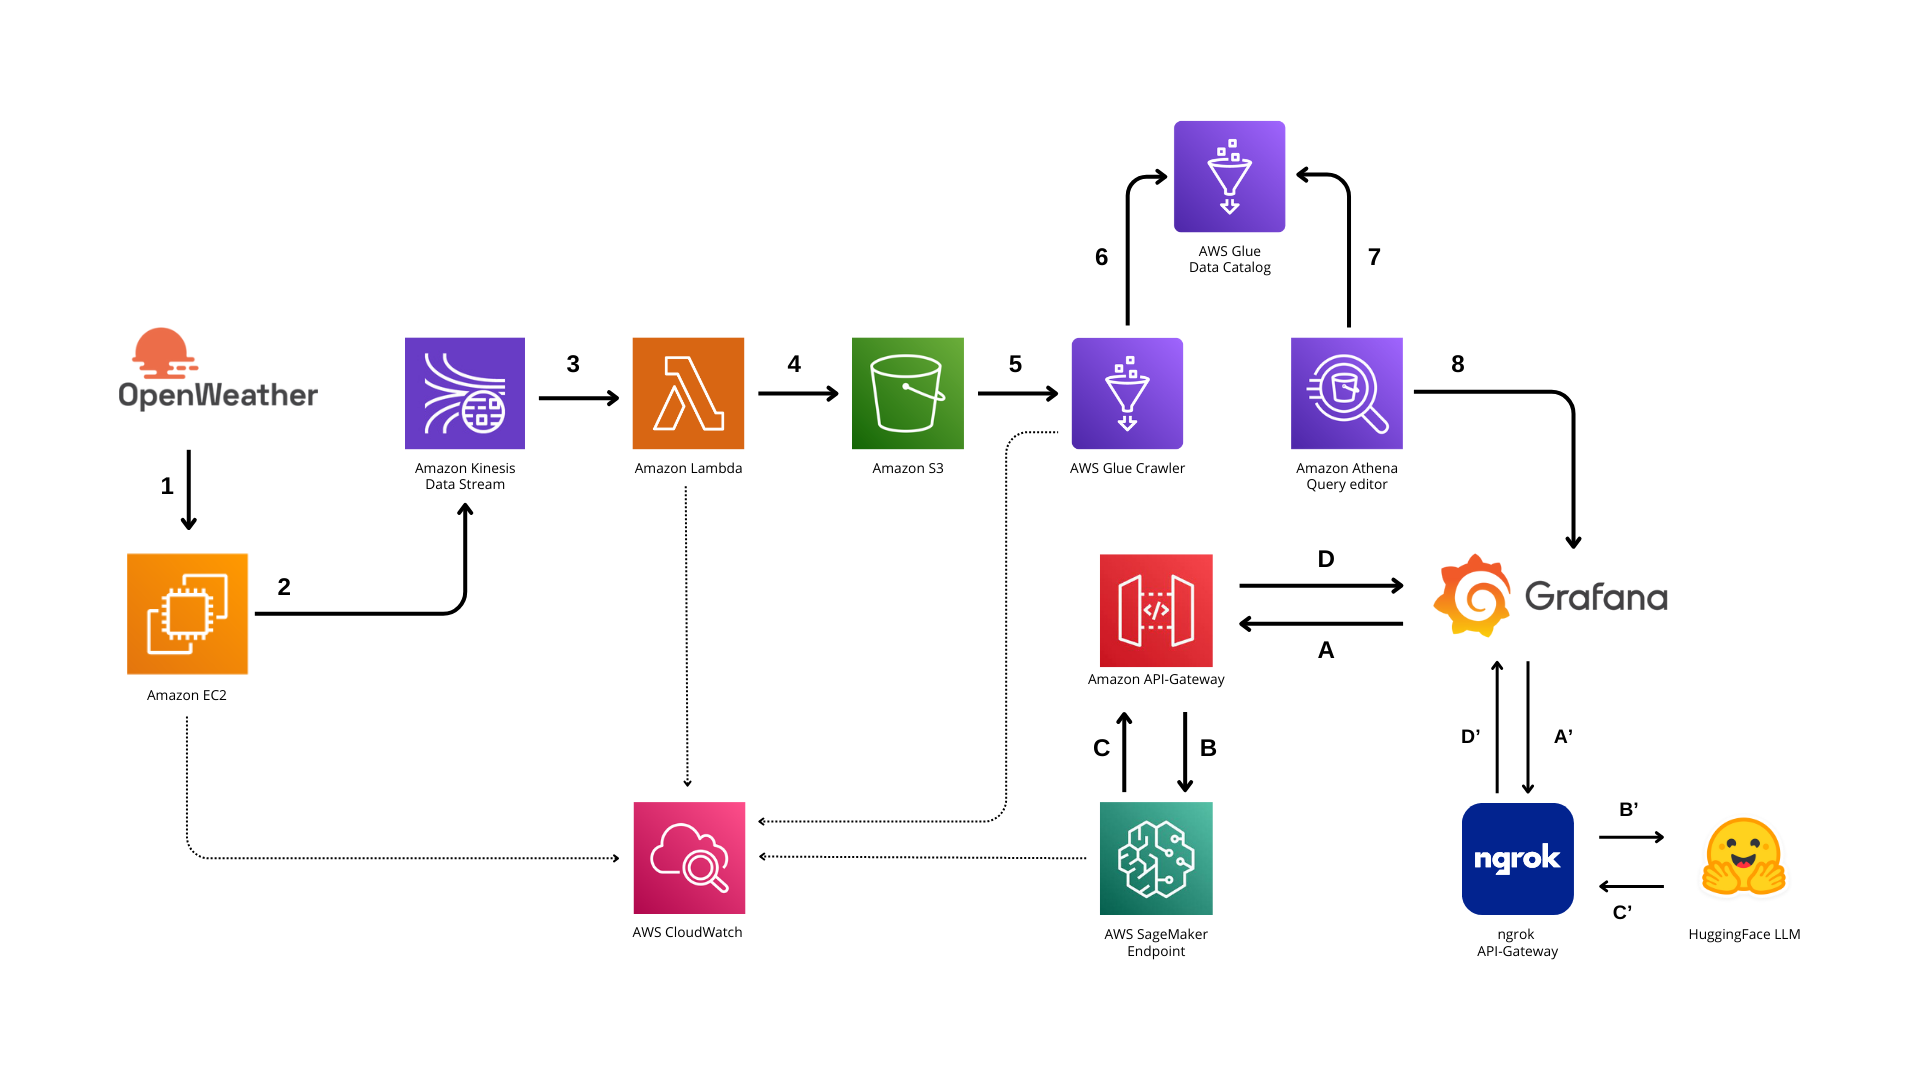 AWS Glue
Data Catalog
6
7
OpenWeather
3
4
5
8
Amazon Kinesis
Data Stream
Amazon Lambda
Amazon S3
AWS Glue Crawler
Amazon Athena
Query editor
1
2
D
Grafana
A
Amazon EC2
Amazon API-Gateway
C
B
D’
A’
B’
</>
ngrok
C’
AWS CloudWatch
AWS SageMaker
Endpoint
ngrok
API-Gateway
HuggingFace LLM